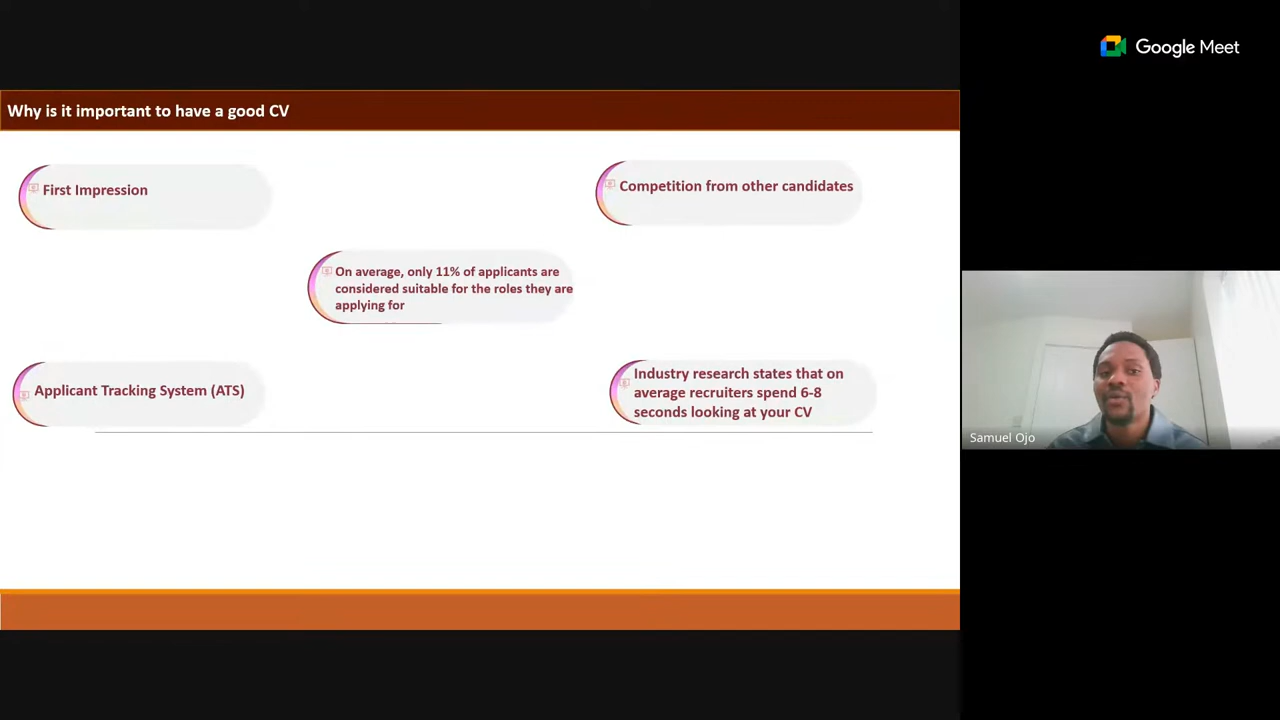 Google Meet
Why is it important to have a good CV
First Impression
Competition from other candidates
On average, only 11% of applicants are
considered suitable for the roles they are
applying for
Applicant Tracking System (ATS)
Industry research states that on
average recruiters spend 6-8
seconds looking at your CV
Samuel Ojo